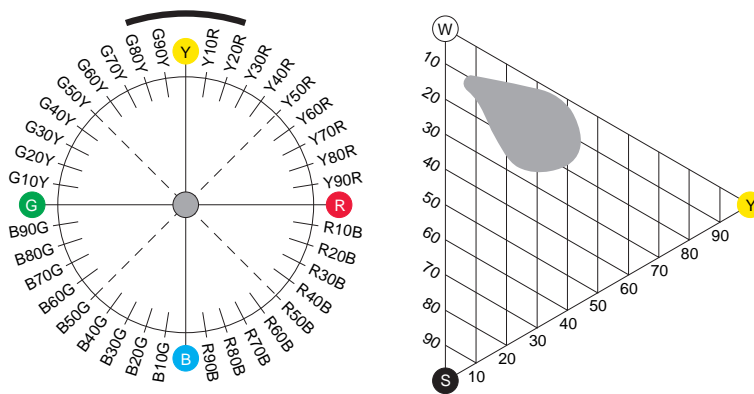 Y
Y10R
Y20R
Y30R
Y40R
Y50R
Y60R
Y70R
Y80R
Y90R
R
R10B
R20B
R30B
R40B
R50B
R60B
R70B
R80B
R90B
B
B10G
B20G
B30G
B40G
B50G
B60G
B70G
B80G
B90G
G
G10Y
G20Y
G30Y
G40Y
G50Y
G60Y
G70Y
G80Y
G90Y
W
10
20
30
40
50
60
70
80
90
S
10
20
30
40
50
60
70
80
90
Y